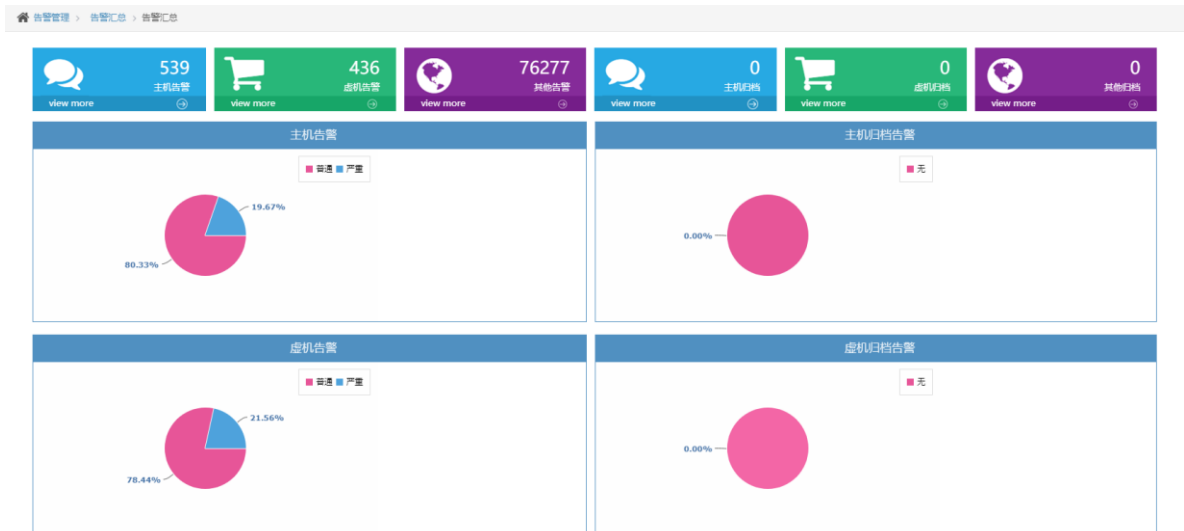 告警管理 > 告警汇总 > 告警汇总
539
主机告警
view more
436
虚机告警
view more
76277
其他告警
view more
0
主机归档
view more
0
虚机归档
view more
0
其他归档
view more
主机告警
普通 严重
19.67%
80.33%
主机归档告警
无
0.00%
虚机告警
普通 严重
21.56%
78.44%
虚机归档告警
无
0.00%